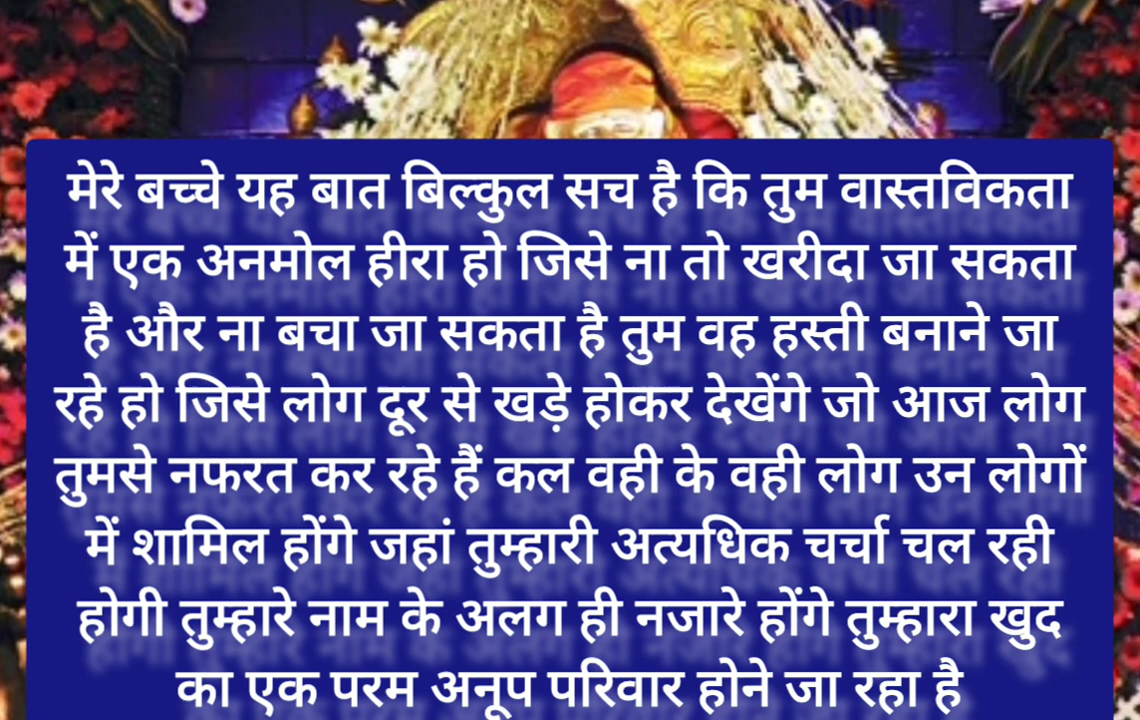 मेरे बच्चे यह बात बिल्कुल सच है कि तुम वास्तविकता
में एक अनमोल हीरा हो जिसे ना तो खरीदा जा सकता
है और ना बचा जा सकता है तुम वह हस्ती बनाने जा
रहे हो जिसे लोग दूर से खड़े होकर देखेंगे जो आज लोग
तुमसे नफरत कर रहे हैं कल वही के वही लोग उन लोगों
में शामिल होंगे जहां तुम्हारी अत्यधिक चर्चा चल रही
होगी तुम्हारे नाम के अलग ही नजारे होंगे तुम्हारा खुद
का एक परम अनूप परिवार होने जा रहा है